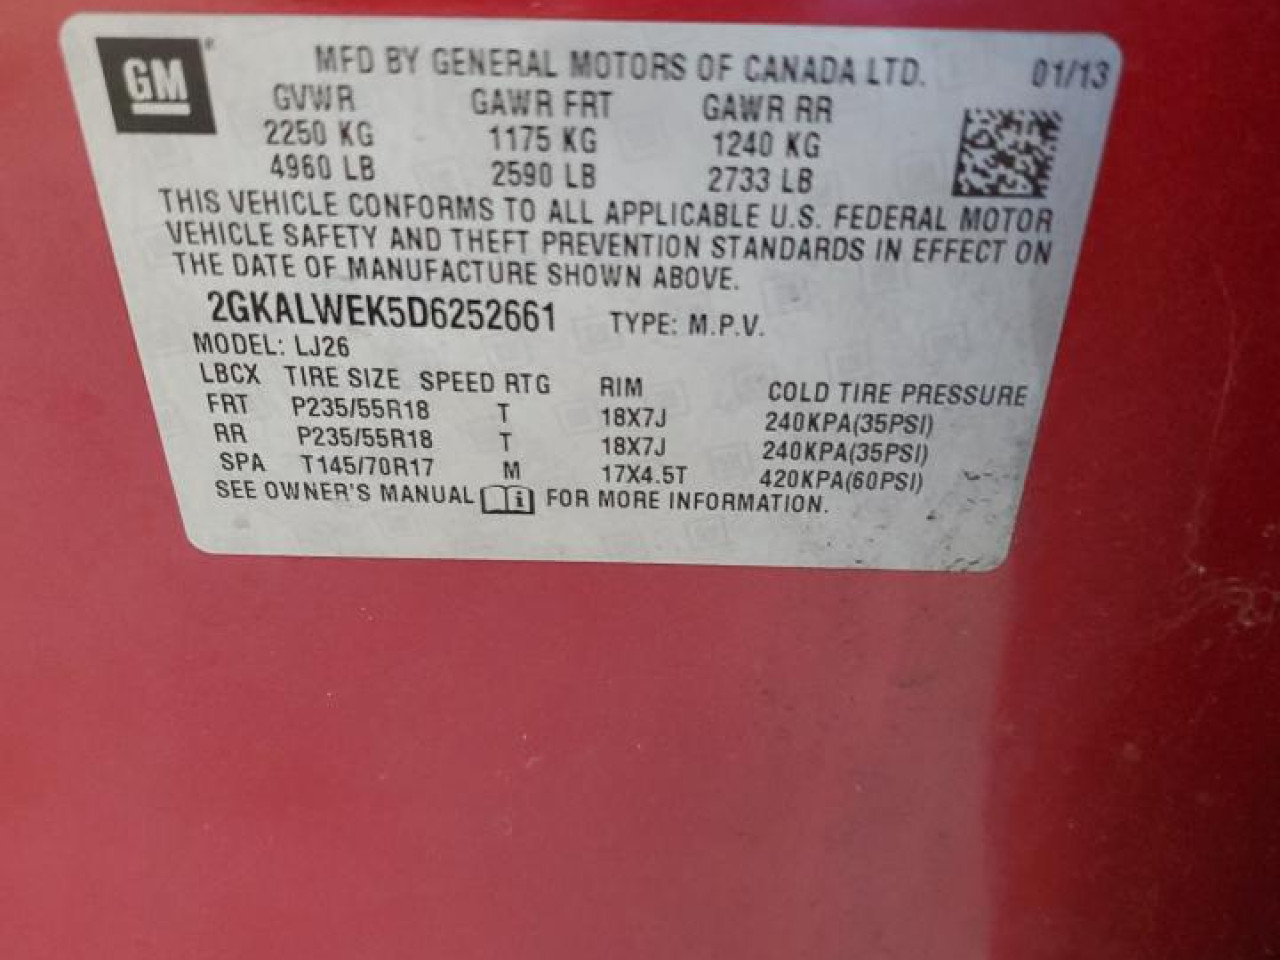 GM MFD BY GENERAL MOTORS OF CANADA LTD. 01/13
GVWR GAWR FRT GAWR RR
2250 KG 1175 KG 1240 KG
4960 LB 2590 LB 2733 LB
THIS VEHICLE CONFORMS TO ALL APPLICABLE U.S. FEDERAL MOTOR
VEHICLE SAFETY AND THEFT PREVENTION STANDARDS IN EFFECT ON
THE DATE OF MANUFACTURE SHOWN ABOVE.
2GKALWEK5D6252661 TYPE: M.P.V.
MODEL: LJ26
LBCX TIRE SIZE SPEED RTG RIM COLD TIRE PRESSURE
FRT P235/55R18 T 18X7J 240KPA(35PSI)
RR P235/55R18 T 18X7J 240KPA(35PSI)
SPA T145/70R17 M 17X4.5T 420KPA(60PSI)
SEE OWNER'S MANUAL i FOR MORE INFORMATION.